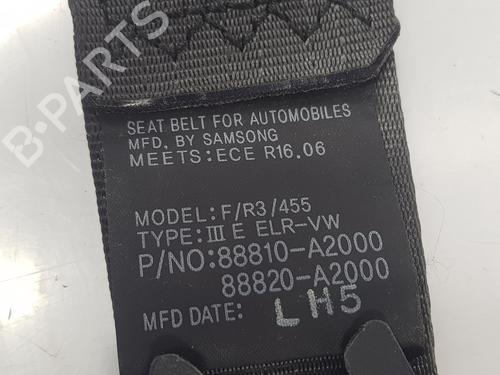 B-PARTS
SEAT BELT FOR AUTOMOBILES
MFD. BY SAMSONG
MEETS:ECE R16.06
MODEL:F/R3/455
TYPE:III E ELR-VW
P/NO:88810-A2000
88820-A2000
MFD DATE: LH5